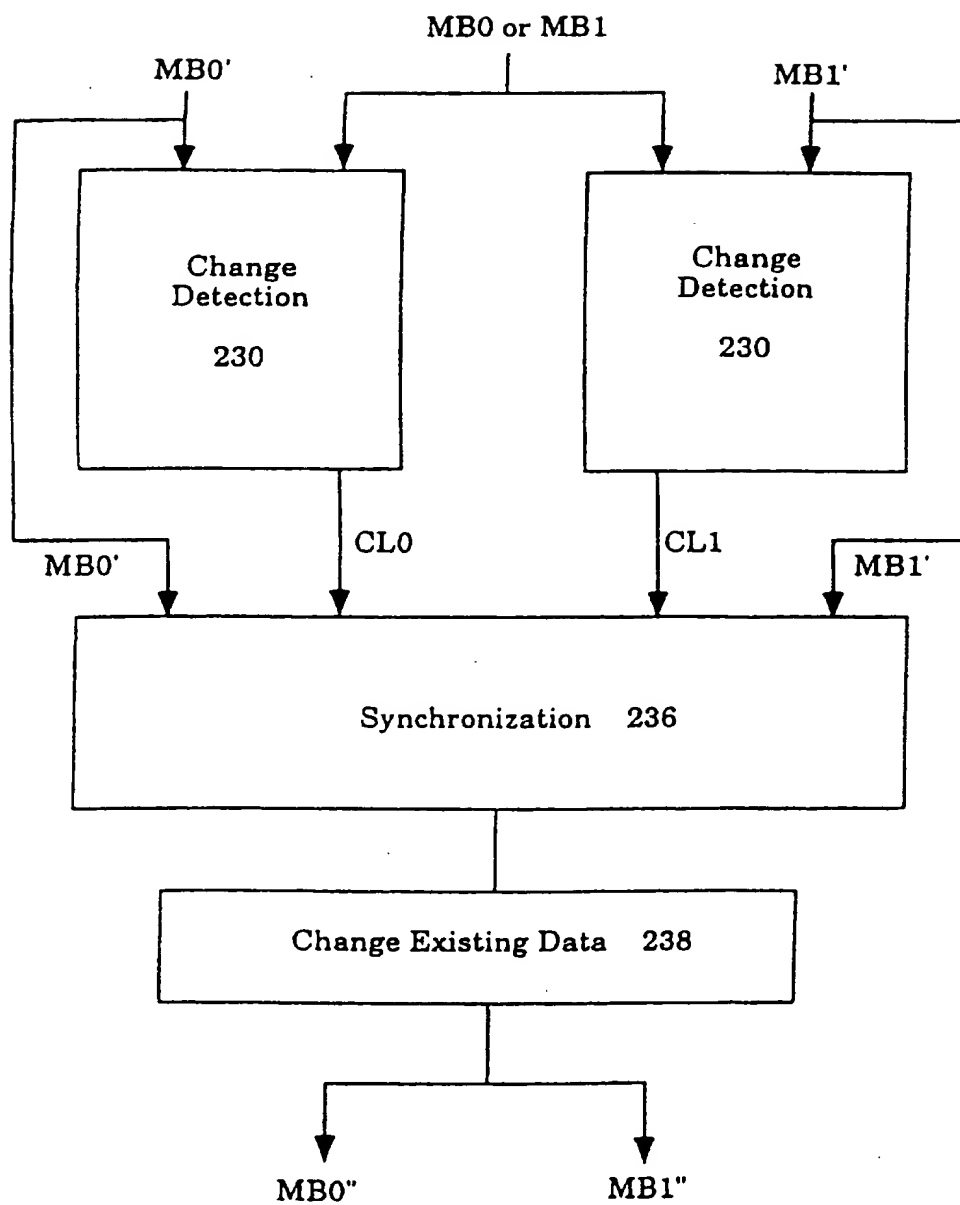 MB0 or MB1
MB0'
MB1'
Change
Detection
230
Change
Detection
230
CL0
CL1
MB0'
MB1'
Synchronization 236
Change Existing Data 238
MB0"
MB1"